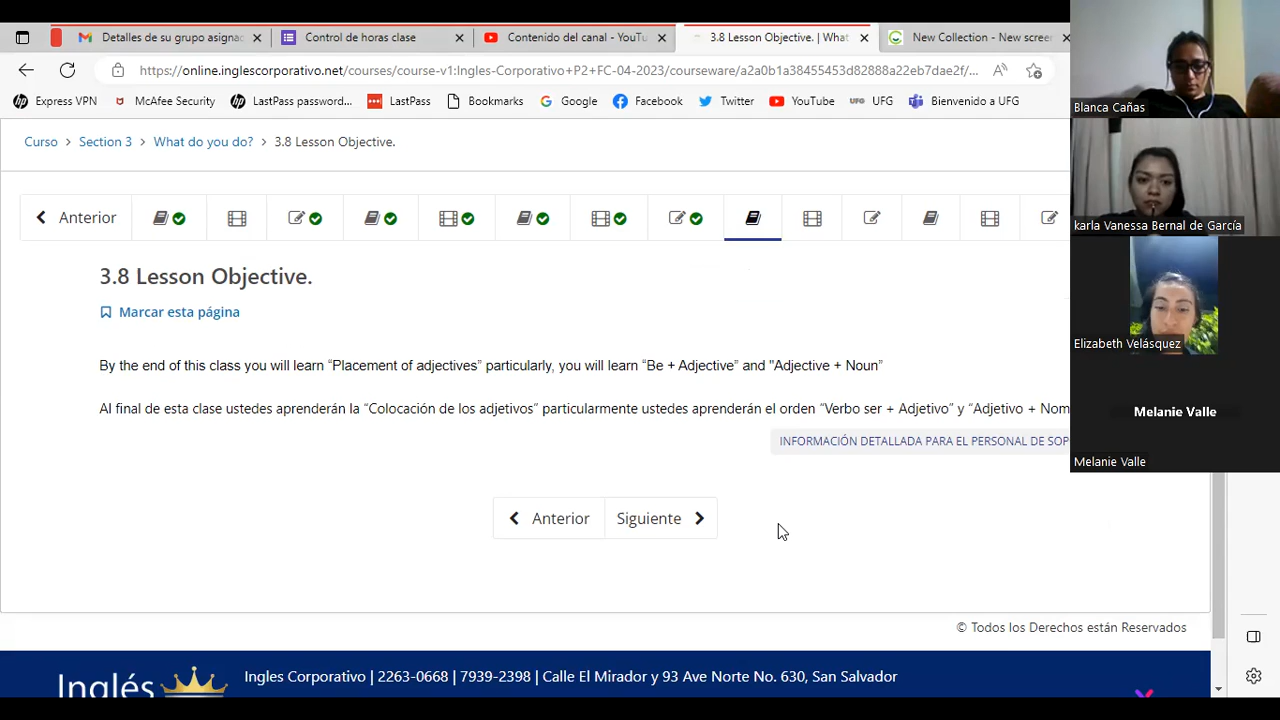 Detalles de su grupo asignac
Control de horas clase
Contenido del canal - YouTu
3.8 Lesson Objective. | What
New Collection - New screen
https://online.inglescorporativo.net/courses/course-v1:Ingles-Corporativo+P2+FC-04-2023/courseware/a2a0b1a38455453d82888a22eb7dae2f/...
Express VPN
McAfee Security
LastPass password...
LastPass
Bookmarks
Google
Facebook
Twitter
YouTube
UFG
Bienvenido a UFG
Curso > Section 3 > What do you do? > 3.8 Lesson Objective.
Anterior
3.8 Lesson Objective.
Marcar esta página
By the end of this class you will learn “Placement of adjectives” particularly, you will learn “Be + Adjective” and "Adjective + Noun”
Al final de esta clase ustedes aprenderán la “Colocación de los adjetivos” particularmente ustedes aprenderán el orden “Verbo ser + Adjetivo” y “Adjetivo + Nom
INFORMACIÓN DETALLADA PARA EL PERSONAL DE SOP
Anterior
Siguiente
© Todos los Derechos están Reservados
Inglés
Ingles Corporativo | 2263-0668 | 7939-2398 | Calle El Mirador y 93 Ave Norte No. 630, San Salvador
Blanca Cañas
karla Vanessa Bernal de García
Elizabeth Velásquez
Melanie Valle
Melanie Valle